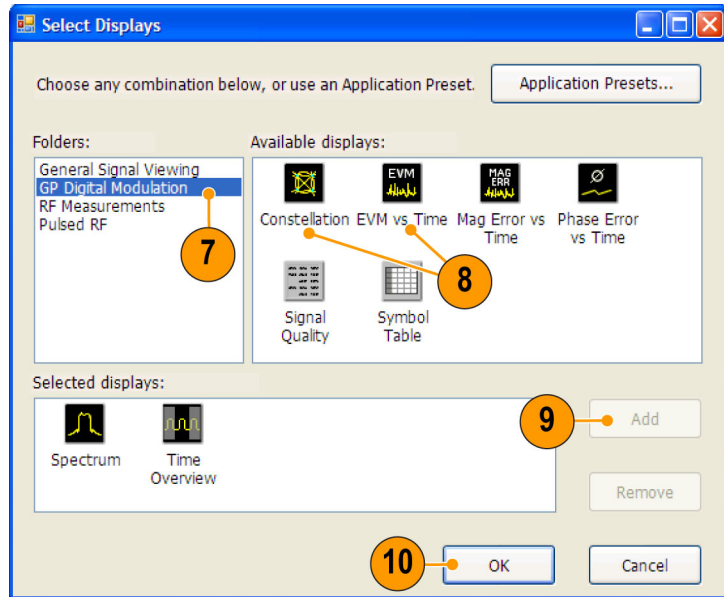 Select Displays
Choose any combination below, or use an Application Preset.
Application Presets...
Folders:
General Signal Viewing
GP Digital Modulation
RF Measurements
Pulsed RF
7
Available displays:
EVM
MAG
ERR
Ø
Constellation
EVM vs Time
Mag Error vs
Time
Phase Error
vs Time
8
Signal
Quality
Symbol
Table
Selected displays:
Spectrum
Time
Overview
9
Add
Remove
10
OK
Cancel